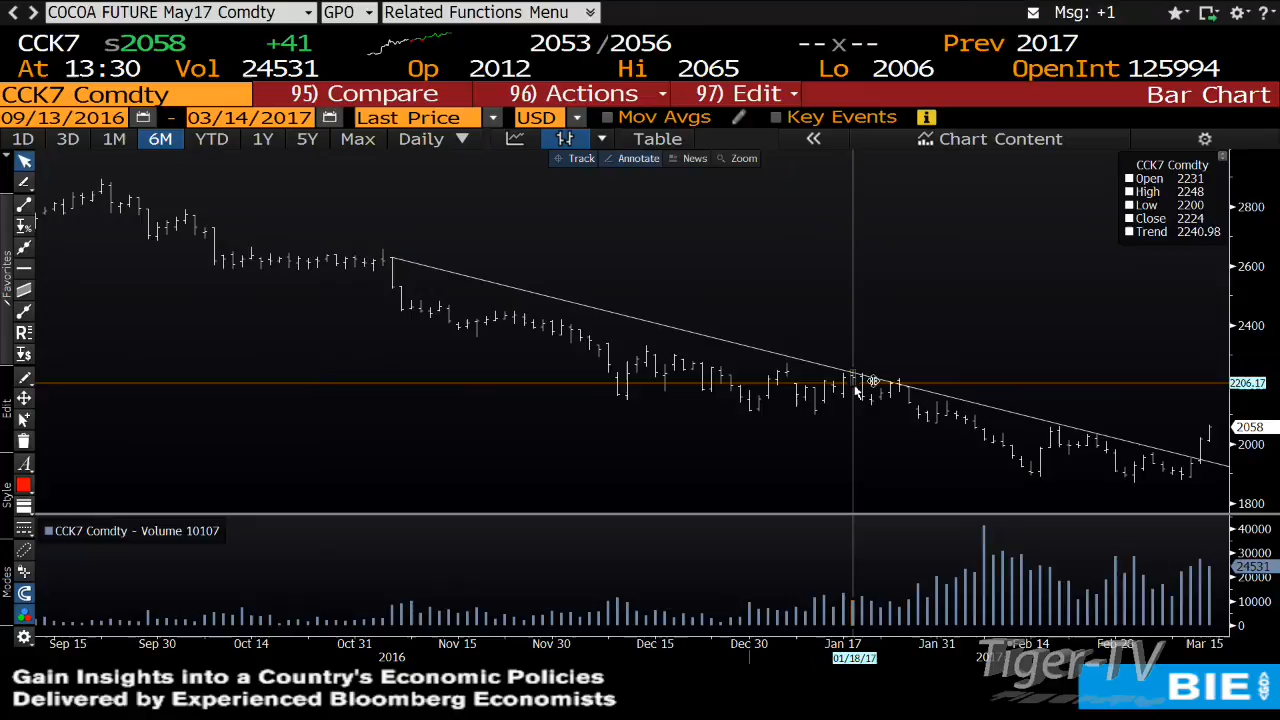 COCOA FUTURE May17 Comdty GPO Related Functions Menu Msg: +1
CCK7 s2058 +41 2053 /2056 -- x -- Prev 2017
At 13:30 Vol 24531 Op 2012 Hi 2065 Lo 2006 OpenInt 125994
CCK7 Comdty 95) Compare 96) Actions 97) Edit Bar Chart
09/13/2016 - 03/14/2017 Last Price USD Mov Avgs Key Events
1D 3D 1M 6M YTD 1Y 5Y Max Daily Table Chart Content
Track Annotate News Zoom
CCK7 Comdty
Open 2231
High 2248
Low 2200
Close 2224
Trend 2240.98
2800
2600
2400
2206.17
2058
2000
1800
Favorites
Edit
Style
Modes
CCK7 Comdty - Volume 10107
40000
30000
24531
20000
10000
0
Sep 15 Sep 30 Oct 14 Oct 31 Nov 15 Nov 30 Dec 15 Dec 30 Jan 17 Jan 31 Feb 14 Mar 15
2016 01/18/17
Tiger-TV
Gain Insights into a Country's Economic Policies
Delivered by Experienced Bloomberg Economists
BIE